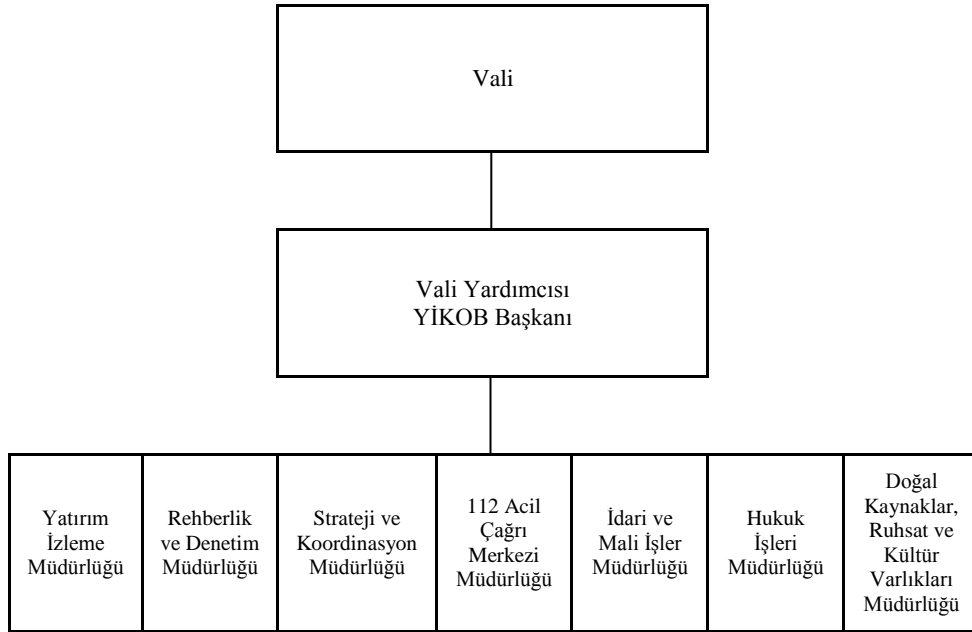 Vali
Vali Yardımcısı
YİKOB Başkanı
Yatırım
İzleme
Müdürlüğü
Rehberlik
ve Denetim
Müdürlüğü
Strateji ve
Koordinasyon
Müdürlüğü
112 Acil
Çağrı
Merkezi
Müdürlüğü
İdari ve
Mali İşler
Müdürlüğü
Hukuk
İşleri
Müdürlüğü
Doğal
Kaynaklar,
Ruhsat ve
Kültür
Varlıkları
Müdürlüğü